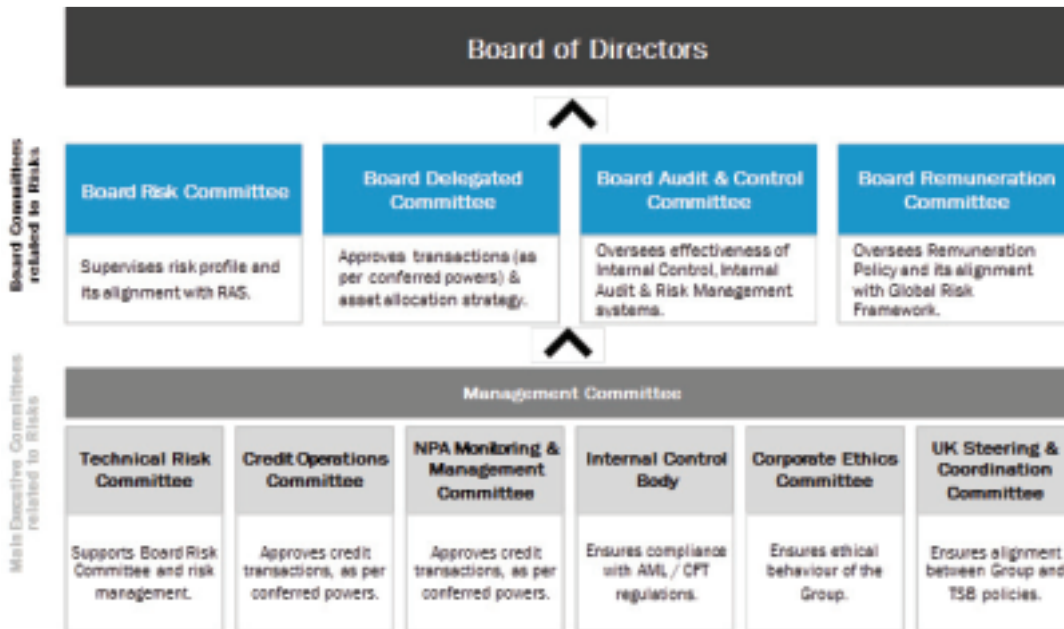 Board of Directors
Board Committees
related to Risks
Board Risk Committee
Supervises risk profile and
its alignment with RAS.
Board Delegated
Committee
Approves transactions (as
per conferred powers) &
asset allocation strategy.
Board Audit & Control
Committee
Oversees effectiveness of
Internal Control, Internal
Audit & Risk Management
systems.
Board Remuneration
Committee
Oversees Remuneration
Policy and its alignment
with Global Risk
Framework.
Main Executive Committees
related to Risks
Management Committee
Technical Risk
Committee
Supports Board Risk
Committee and risk
management.
Credit Operations
Committee
Approves credit
transactions, as per
conferred powers.
NPA Monitoring &
Management
Committee
Approves credit
transactions, as per
conferred powers.
Internal Control
Body
Ensures compliance
with AML / CFT
regulations.
Corporate Ethics
Committee
Ensures ethical
behaviour of the
Group.
UK Steering &
Coordination
Committee
Ensures alignment
between Group and
TSB policies.